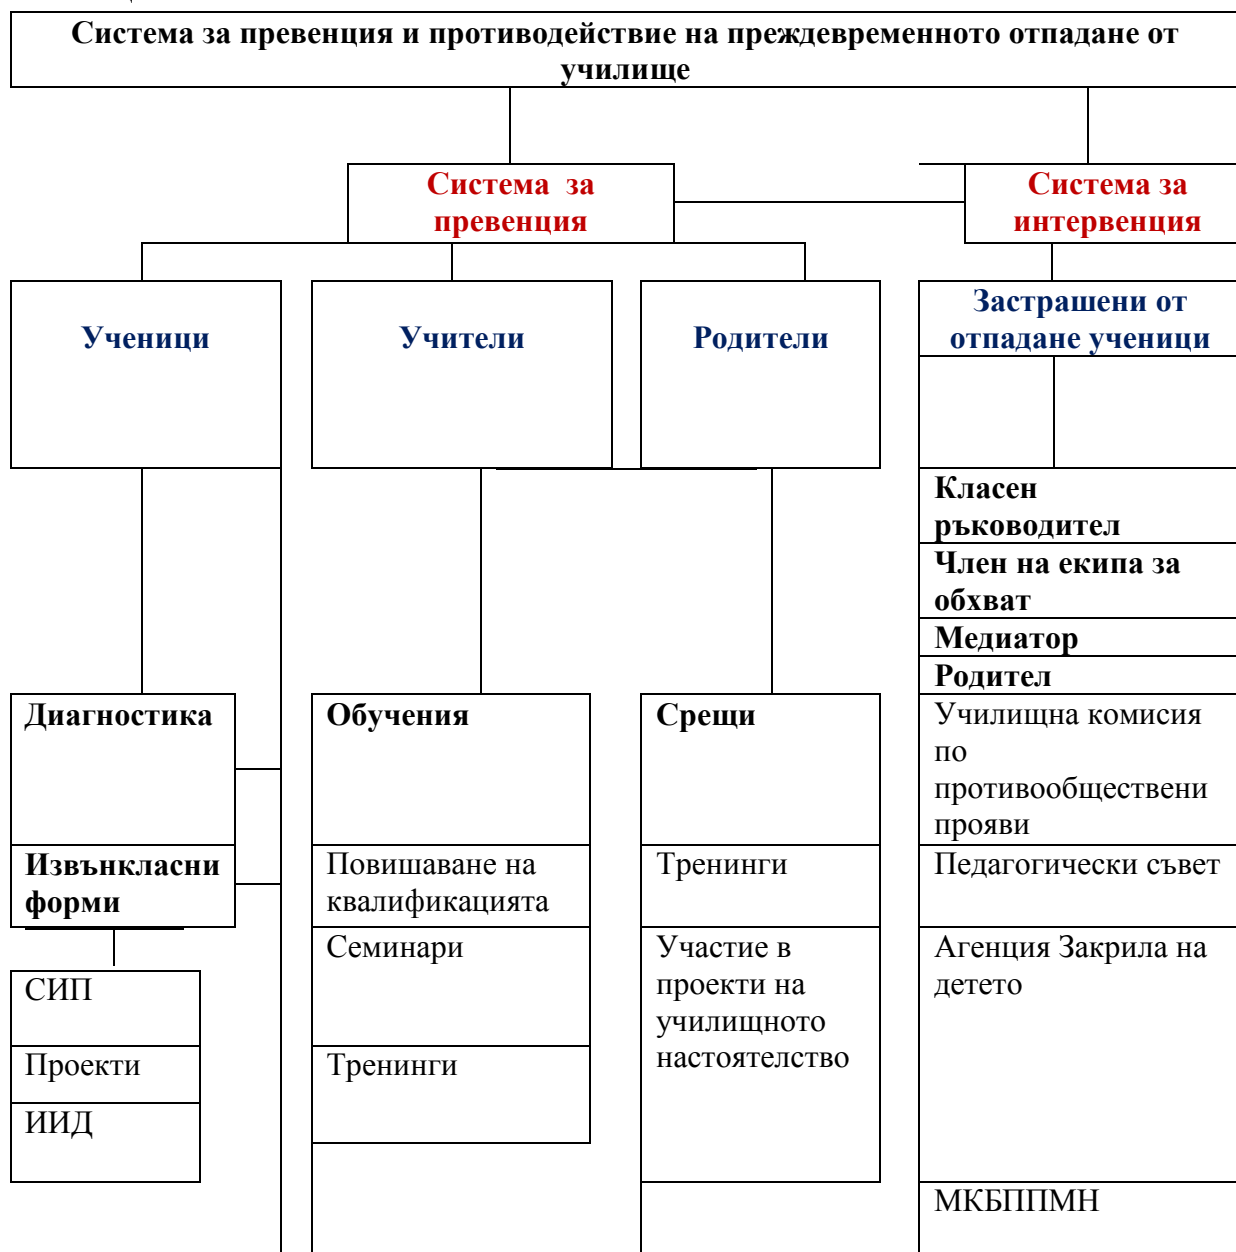 Система за превенция и противодействие на преждевременното отпадане от
училище
Система за
превенция
Система за
интервенция
Ученици
Учители
Родители
Застрашени от
отпадане ученици
Класен
ръководител
Член на екипа за
обхват
Медиатор
Родител
Диагностика
Обучения
Срещи
Училищна комисия
по
противообществени
прояви
Извънкласни
форми
Повишаване на
квалификацията
Тренинги
Педагогически съвет
Семинари
Участие в
проекти на
училищното
настоятелство
Агенция Закрила на
детето
СИП
Проекти
Тренинги
ИИД
МКБППМН